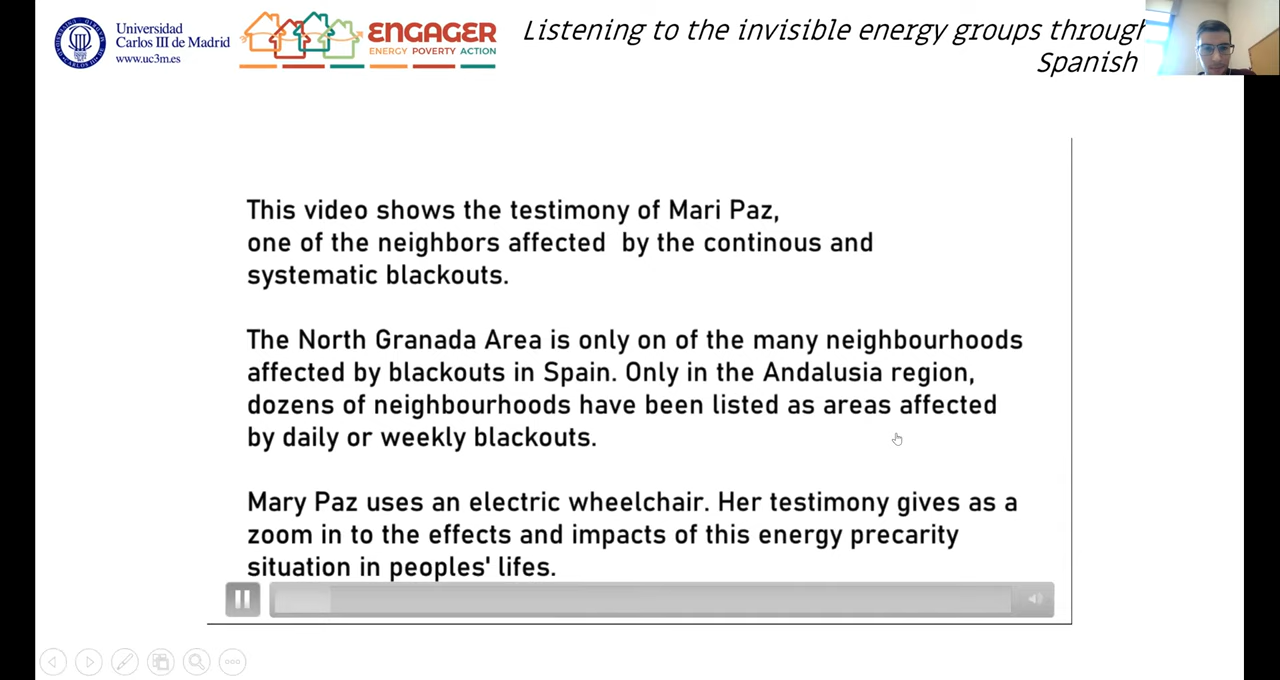 Universidad
Carlos III de Madrid
www.uc3m.es
ENGAGER
ENERGY POVERTY ACTION
Listening to the invisible energy groups through
Spanish
This video shows the testimony of Mari Paz,
one of the neighbors affected by the continous and
systematic blackouts.
The North Granada Area is only on of the many neighbourhoods
affected by blackouts in Spain. Only in the Andalusia region,
dozens of neighbourhoods have been listed as areas affected
by daily or weekly blackouts.
Mary Paz uses an electric wheelchair. Her testimony gives as a
zoom in to the effects and impacts of this energy precarity
situation in peoples' lifes.